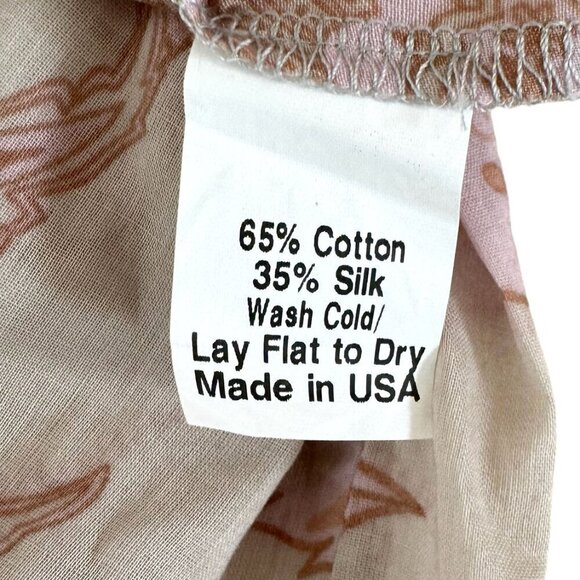 65% Cotton
35% Silk
Wash Cold/
Lay Flat to Dry
Made in USA